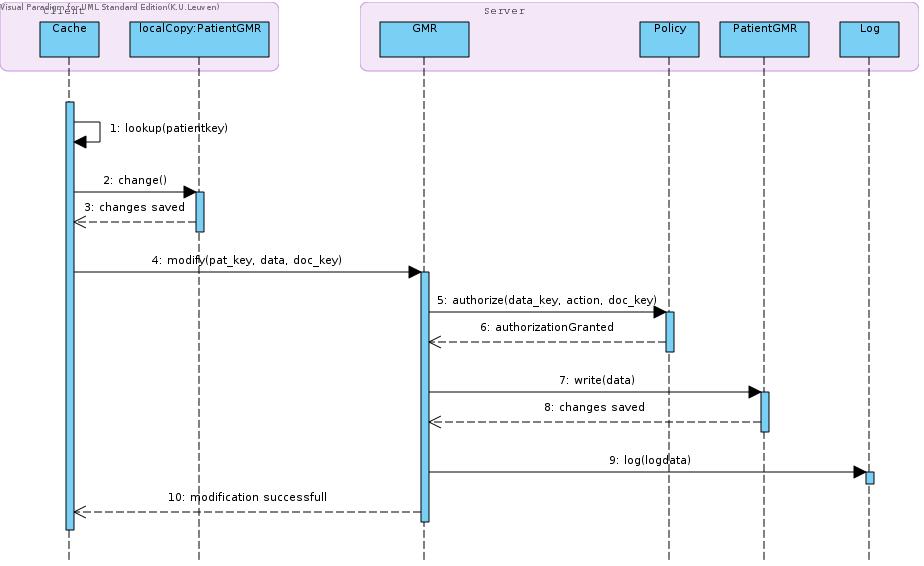 Visual Paradigm for UML Standard Edition(K.U.Leuven)
Client
Server
Cache
localCopy:PatientGMR
GMR
Policy
PatientGMR
Log
1: lookup(patientkey)
2: change()
3: changes saved
4: modify(pat_key, data, doc_key)
5: authorize(data_key, action, doc_key)
6: authorizationGranted
7: write(data)
8: changes saved
9: log(logdata)
10: modification successfull